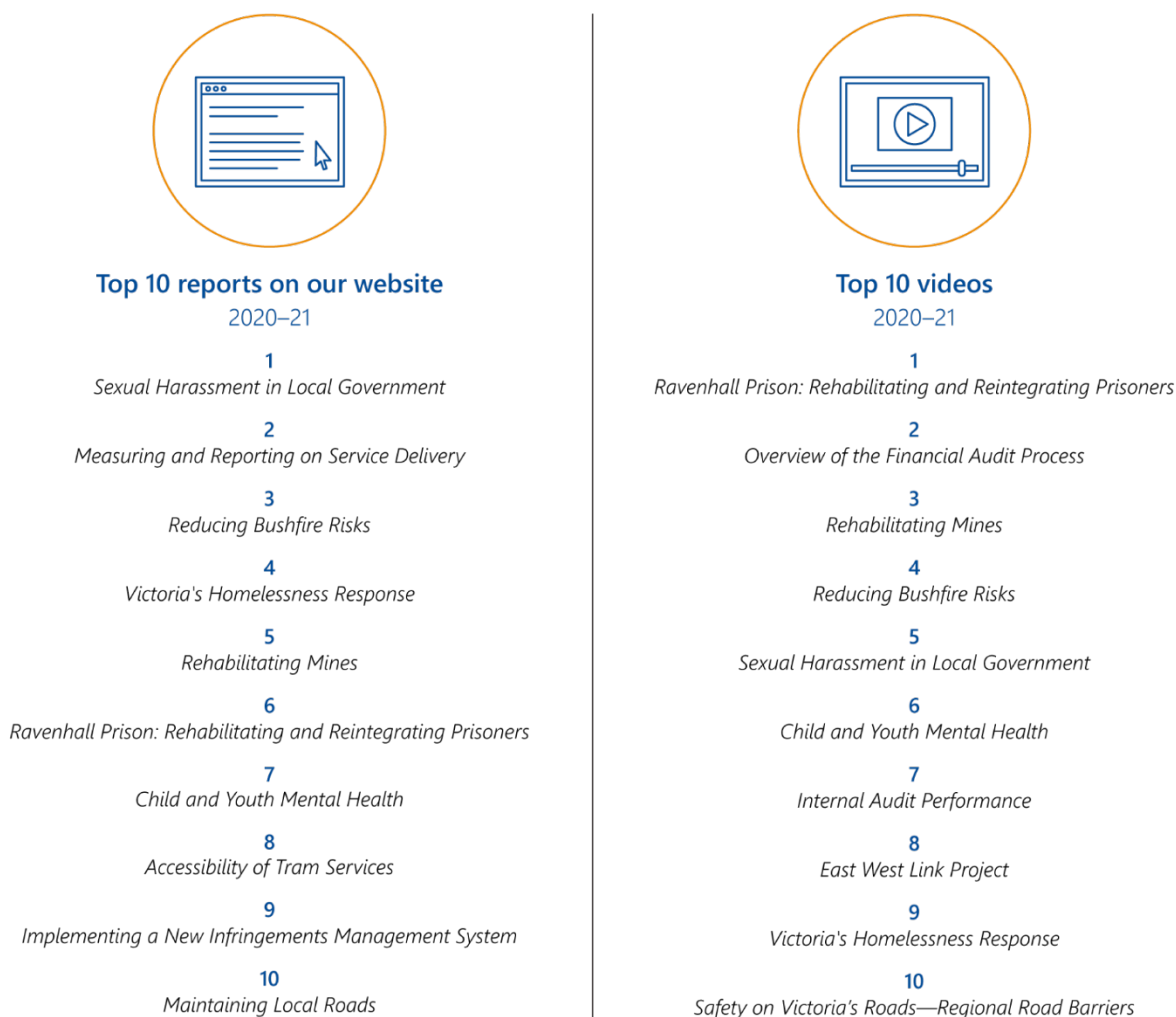 Top 10 reports on our website
2020–21
1
Sexual Harassment in Local Government
2
Measuring and Reporting on Service Delivery
3
Reducing Bushfire Risks
4
Victoria's Homelessness Response
5
Rehabilitating Mines
6
Ravenhall Prison: Rehabilitating and Reintegrating Prisoners
7
Child and Youth Mental Health
8
Accessibility of Tram Services
9
Implementing a New Infringements Management System
10
Maintaining Local Roads
Top 10 videos
2020–21
1
Ravenhall Prison: Rehabilitating and Reintegrating Prisoners
2
Overview of the Financial Audit Process
3
Rehabilitating Mines
4
Reducing Bushfire Risks
5
Sexual Harassment in Local Government
6
Child and Youth Mental Health
7
Internal Audit Performance
8
East West Link Project
9
Victoria's Homelessness Response
10
Safety on Victoria's Roads—Regional Road Barriers